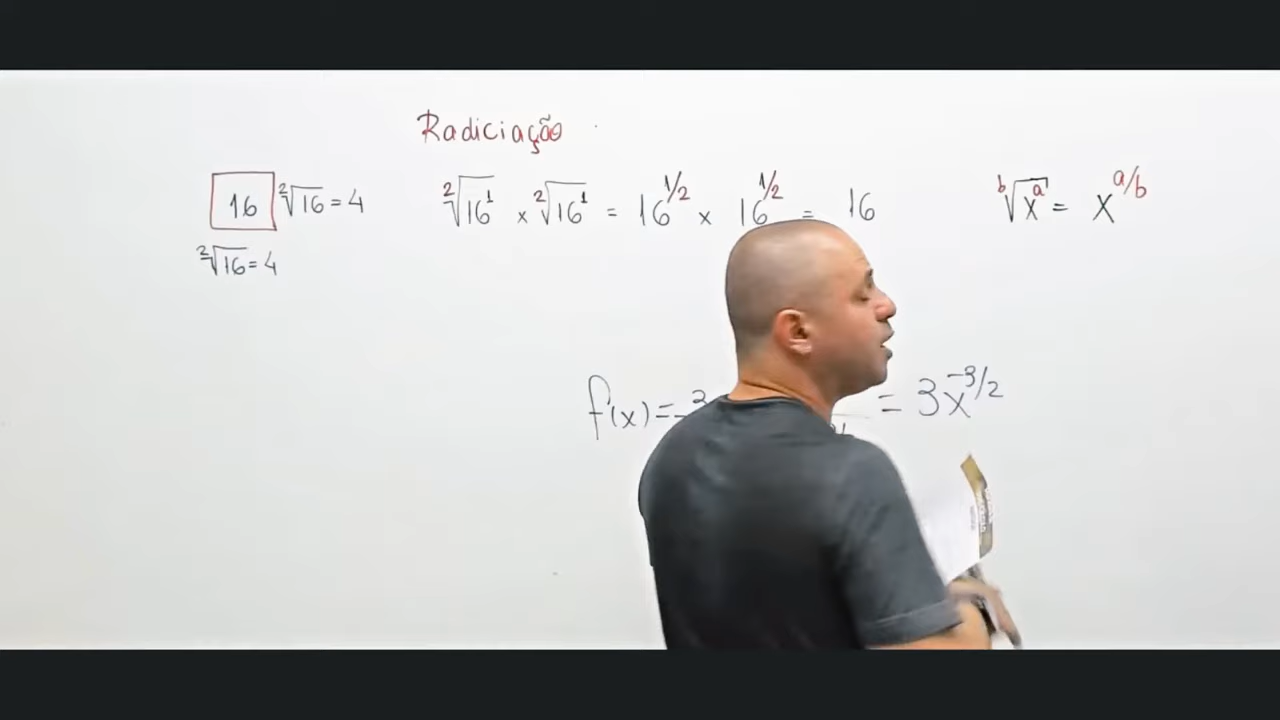 Radiciação
16 ²√16 = 4
²√16 = 4
²√16¹ x ²√16¹ = 16^1/2 x 16^1/2 = 16
ᵇ√xᵃ = x^a/b
f'(x) = 3 = 3x^-3/2